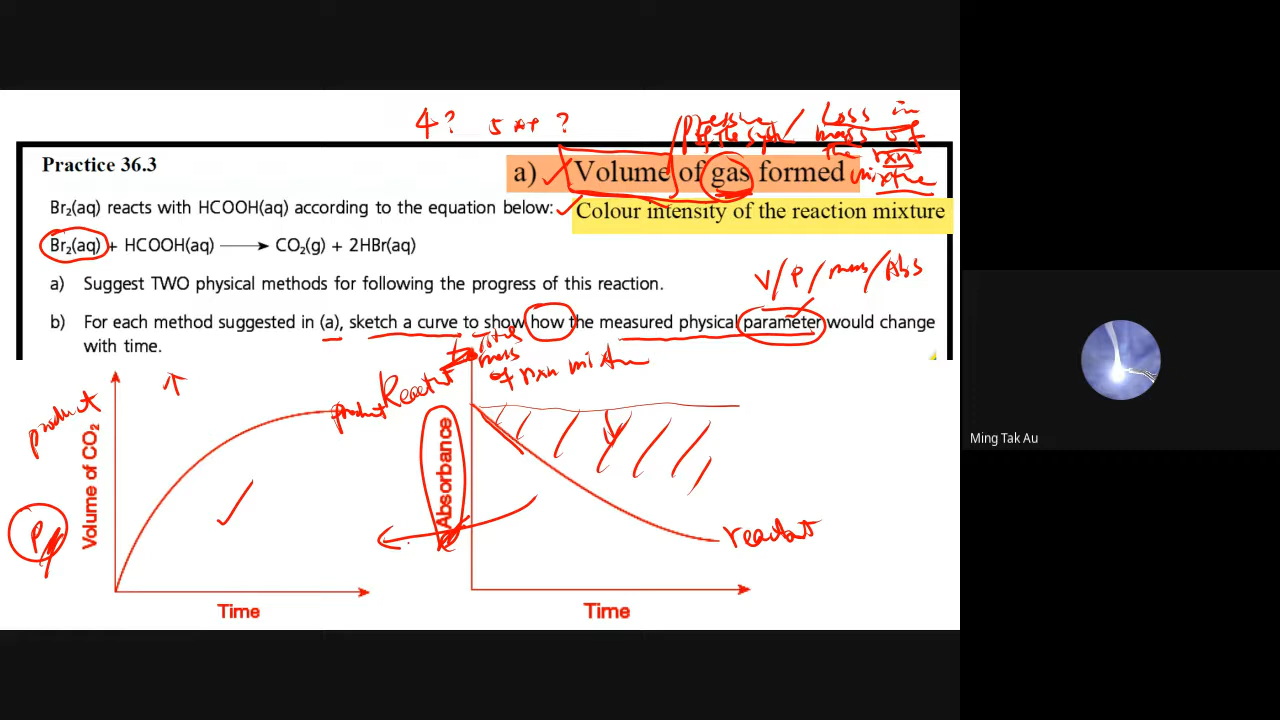 4? 5 ?
pressure / Loss in
of the / mass of
the rxn
mixture
Practice 36.3
a) Volume of gas formed
Br₂(aq) reacts with HCOOH(aq) according to the equation below:
Colour intensity of the reaction mixture
Br₂(aq) + HCOOH(aq) ⟶ CO₂(g) + 2HBr(aq)
V/P/mass/Abs
a) Suggest TWO physical methods for following the progress of this reaction.
b) For each method suggested in (a), sketch a curve to show how the measured physical parameter would change
with time.
mass
of rxn mixture
product
product
Reactant
Volume of CO₂
P
Time
Absorbance
reactant
Time
Ming Tak Au